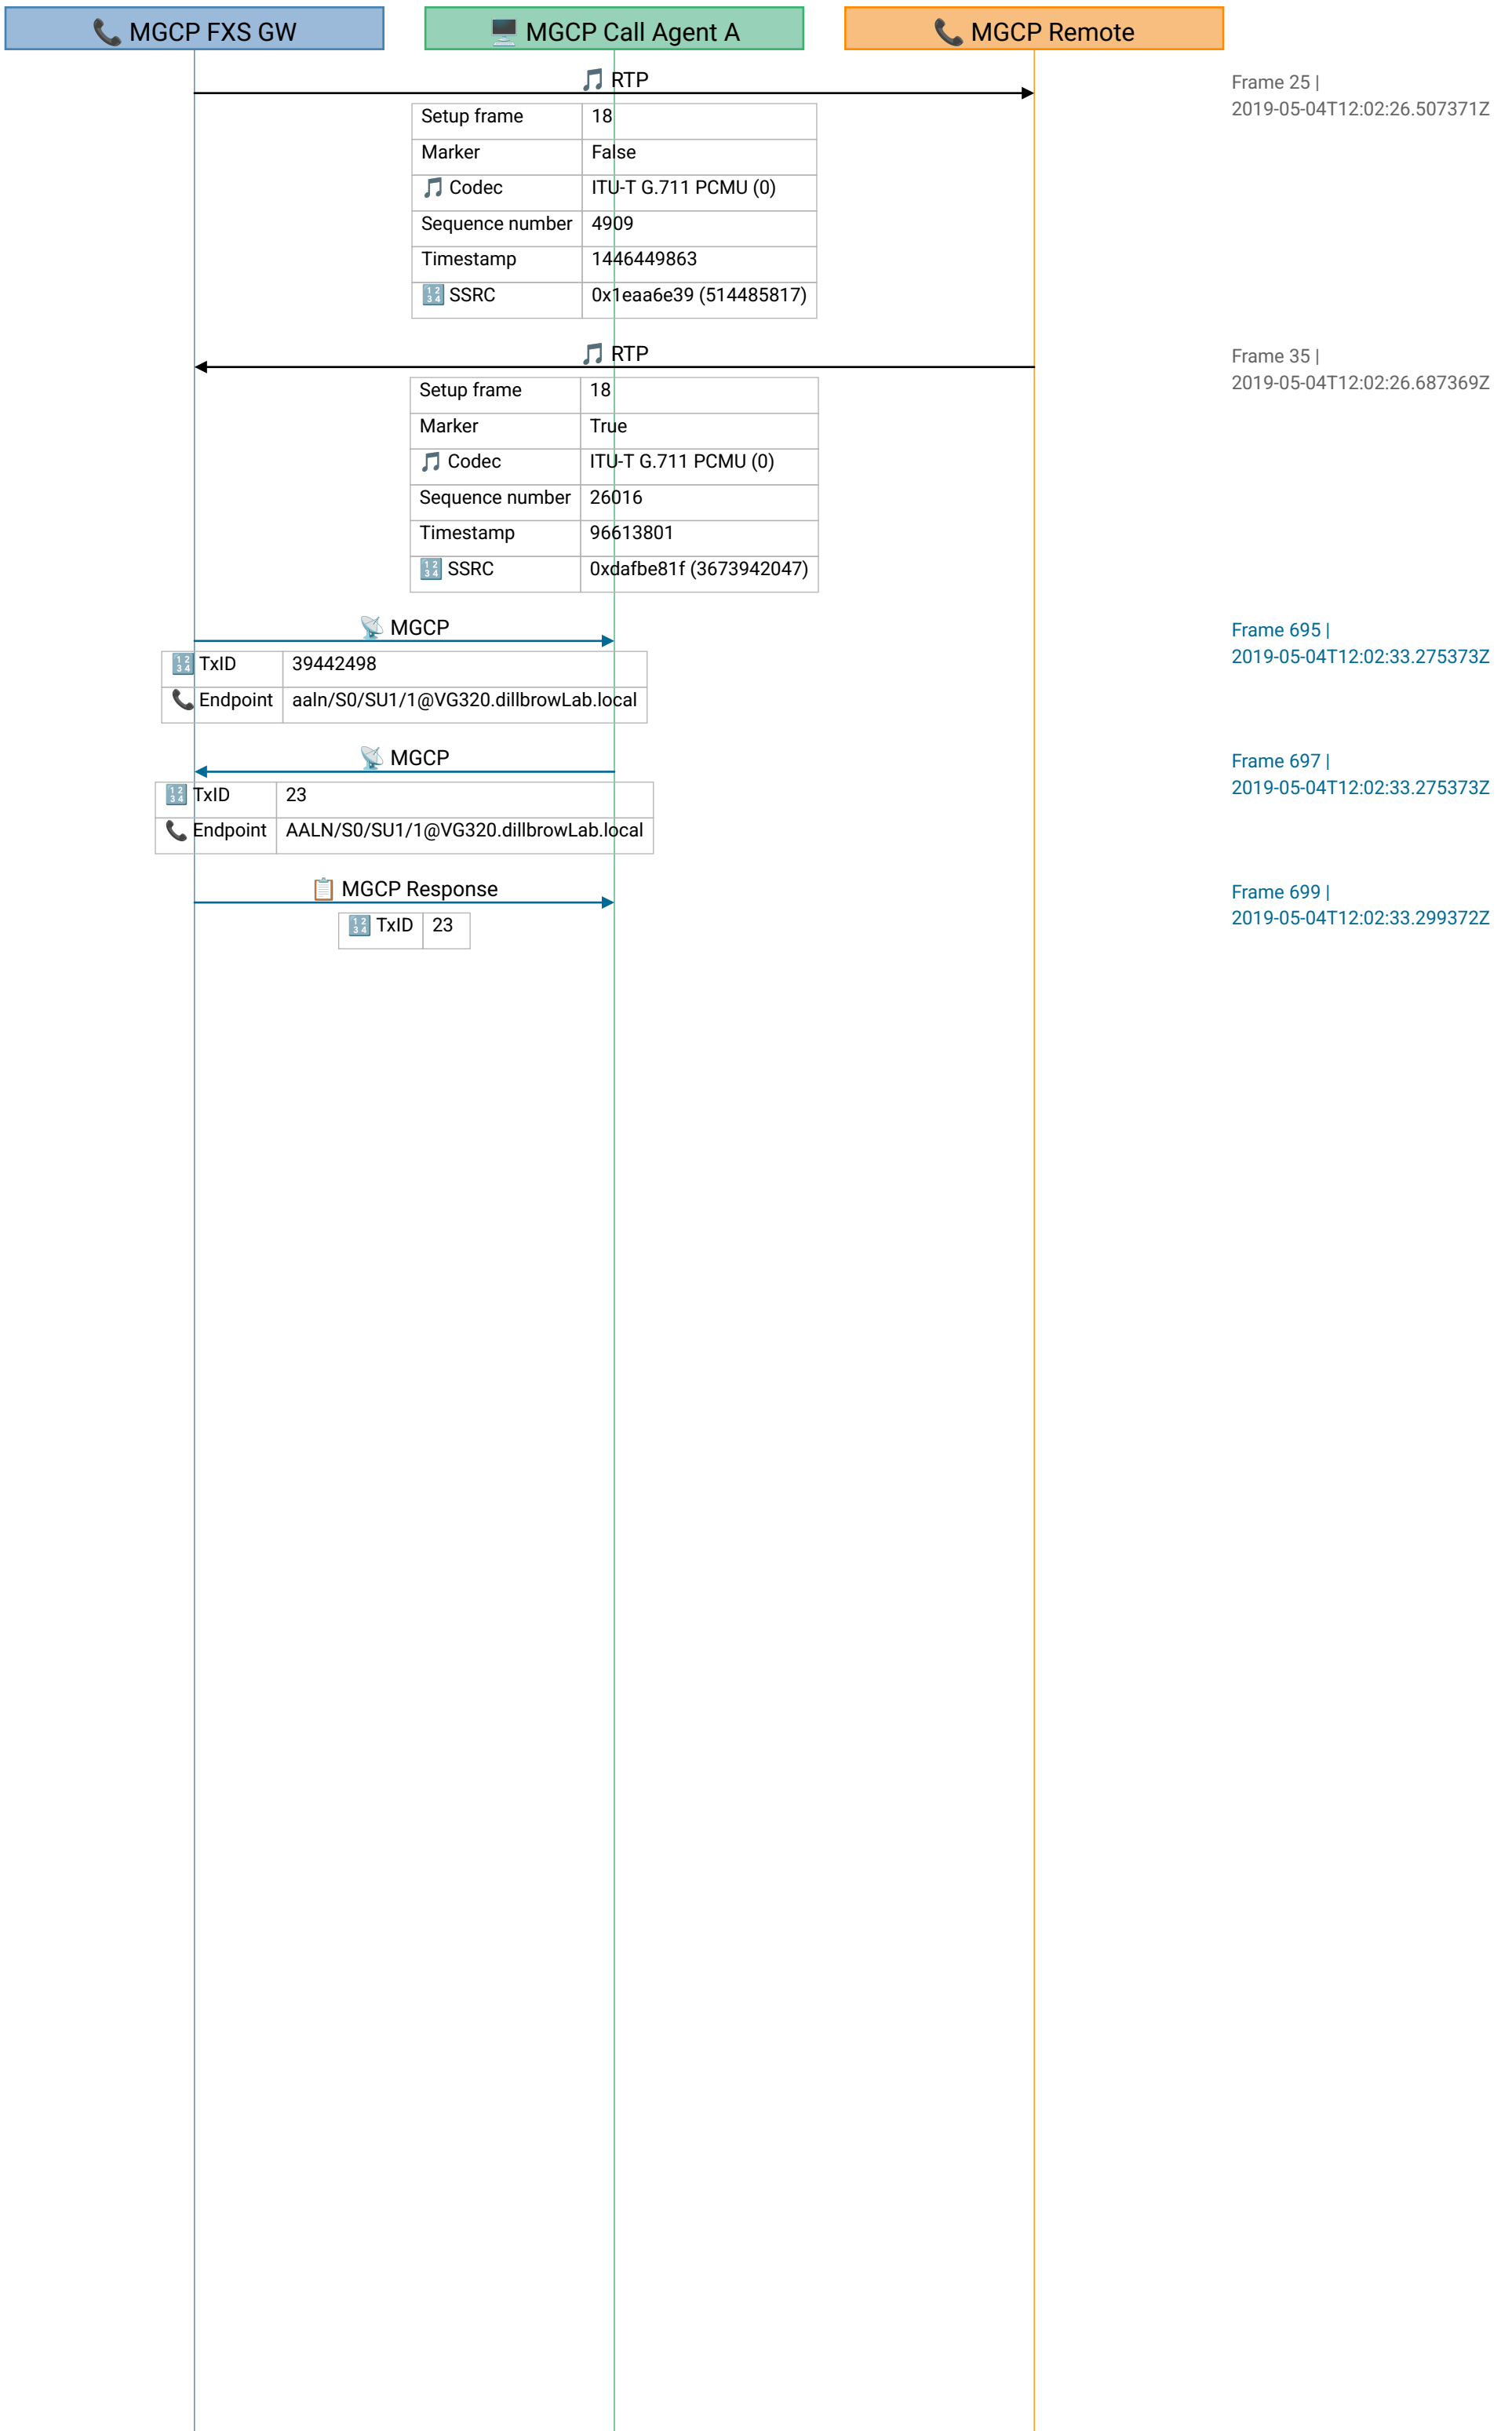 📞 MGCP FXS GW
🖥️ MGCP Call Agent A
📞 MGCP Remote
🎵 RTP
Frame 25 |
2019-05-04T12:02:26.507371Z
Setup frame 18
Marker False
🎵 Codec ITU-T G.711 PCMU (0)
Sequence number 4909
Timestamp 1446449863
🔢 SSRC 0x1eaa6e39 (514485817)
🎵 RTP
Frame 35 |
2019-05-04T12:02:26.687369Z
Setup frame 18
Marker True
🎵 Codec ITU-T G.711 PCMU (0)
Sequence number 26016
Timestamp 96613801
🔢 SSRC 0xdafbe81f (3673942047)
📡 MGCP
Frame 695 |
2019-05-04T12:02:33.275373Z
🔢 TxID 39442498
📞 Endpoint aaln/S0/SU1/1@VG320.dillbrowLab.local
📡 MGCP
Frame 697 |
2019-05-04T12:02:33.275373Z
🔢 TxID 23
📞 Endpoint AALN/S0/SU1/1@VG320.dillbrowLab.local
📋 MGCP Response
Frame 699 |
2019-05-04T12:02:33.299372Z
🔢 TxID 23